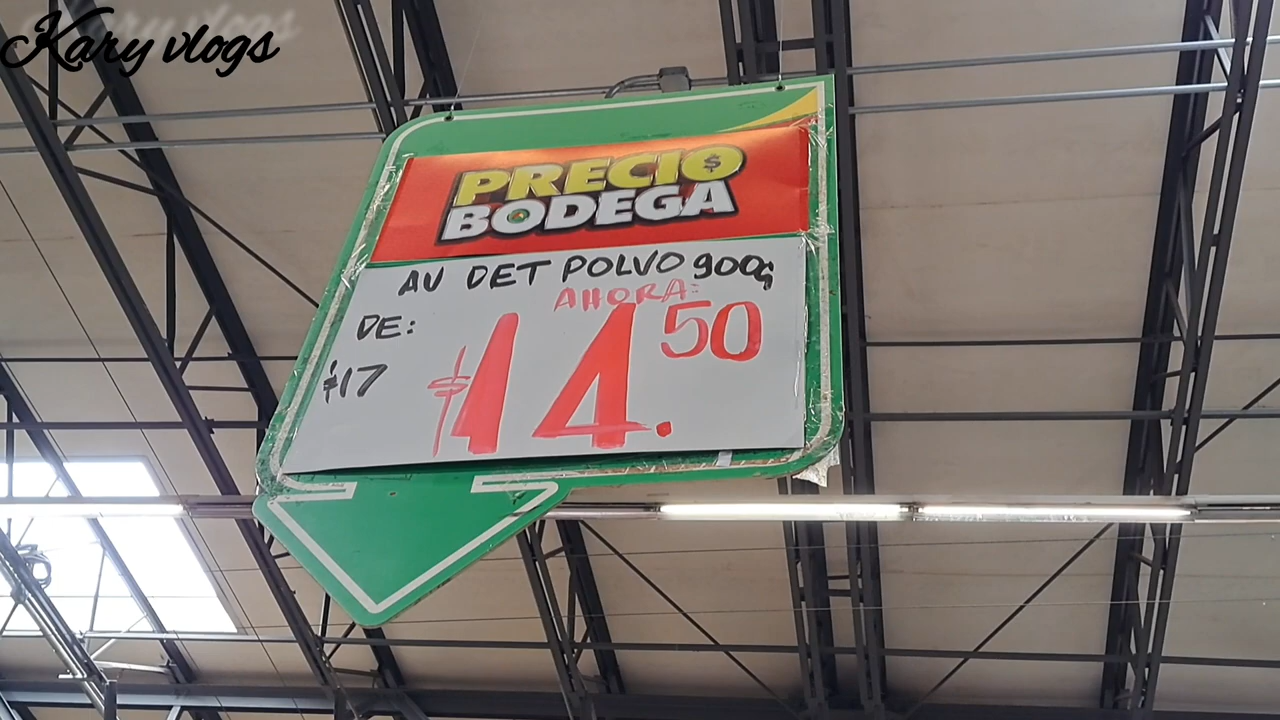 Kary vlogs
PRECIO
BODEGA
AU DET POLVO 900g
AHORA:
DE:
$17
$14.50